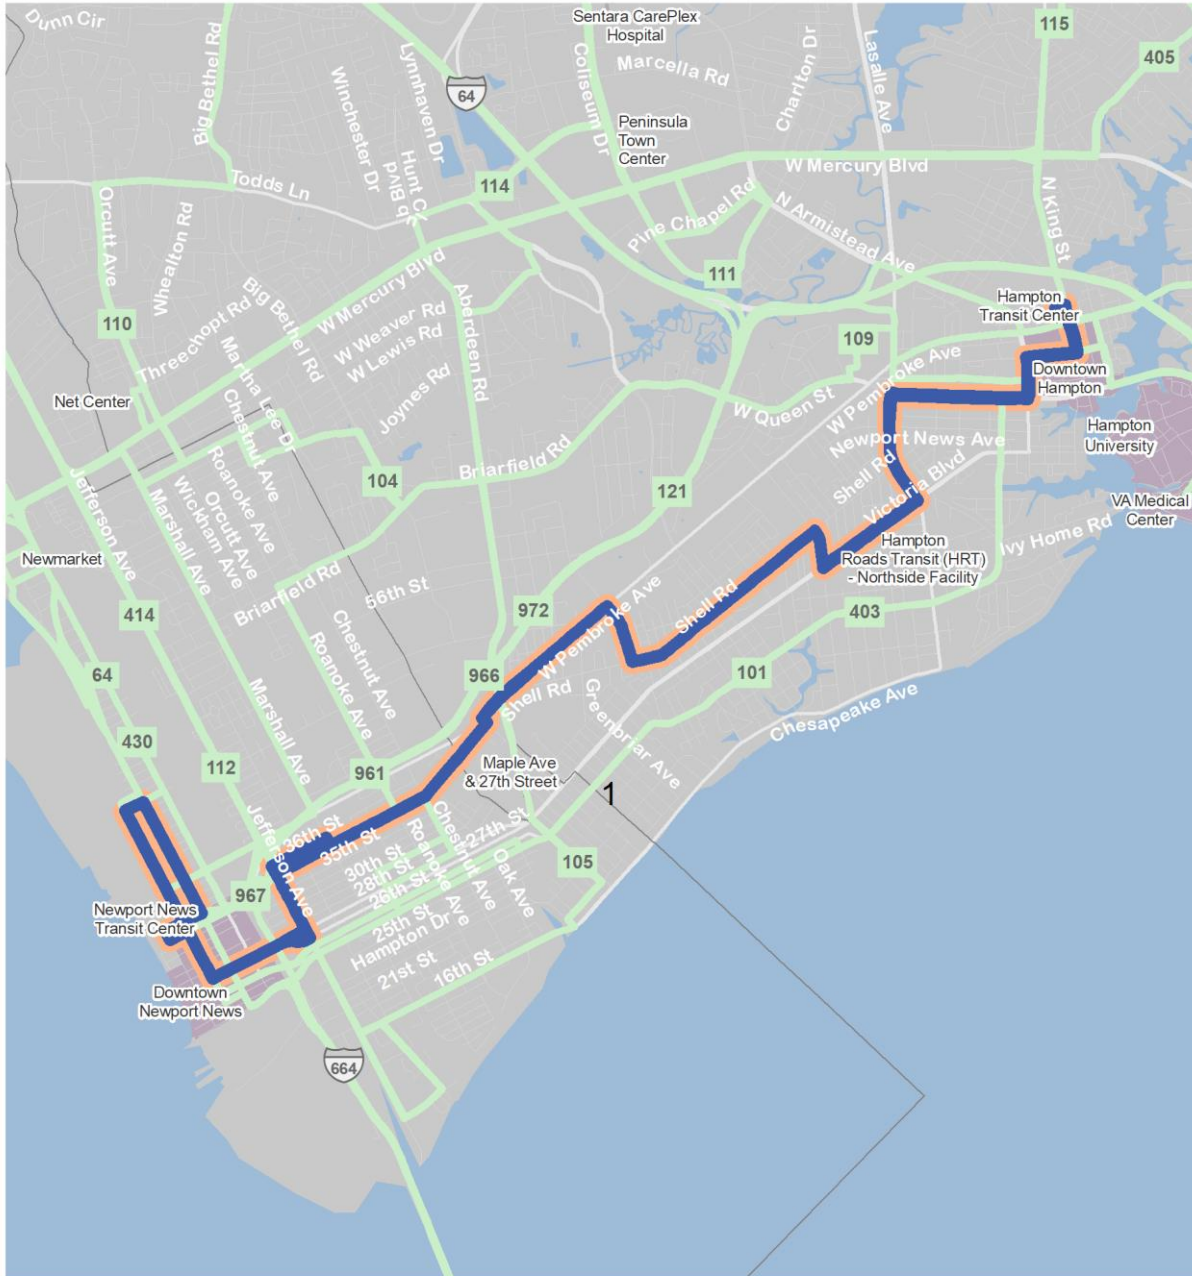 Dunn Cir
Big Bethel Rd
Lynnhaven Dr
Winchester Dr
Hunt C
64
Coliseum Dr
Sentara CarePlex
Hospital
Marcella Rd
Charlton Dr
Lasalle Ave
115
405
Peninsula
Town
Center
W Mercury Blvd
Todds Ln
114
Orcutt Ave
Whealton Rd
Pine Chapel Rd
N Armistead Ave
N King St
W Mercury Blvd
111
Big Bethel Rd
Threechopt Rd
110
Aberdeen Rd
W Weaver Rd
W Lewis Rd
Joynes Rd
Martha Lee Dr
Chestnut Ave
Hampton
Transit Center
109
W Pembroke Ave
Downtown
Hampton
W Queen St
Net Center
Newport News Ave
Hampton
University
Briarfield Rd
Shell Rd
Victoria Blvd
104
121
Roanoke Ave
Orcutt Ave
Wickham Ave
Marshall Ave
Jefferson Ave
VA Medical
Center
Ivy Home Rd
Hampton
Roads Transit (HRT)
- Northside Facility
Newmarket
Briarfield Rd
56th St
972
403
414
Chestnut Ave
Roanoke Ave
W Pembroke Ave
Shell Rd
64
966
Shell Rd
101
Greenbriar Ave
Chesapeake Ave
Marshall Ave
430
112
961
Maple Ave
& 27th Street
1
Jefferson Ave
36th St
35th St
30th St
28th St
26th St
27th St
Chestnut Ave
Roanoke Ave
Oak Ave
105
967
Newport News
Transit Center
25th St
Hampton Dr
21st St
16th St
Downtown
Newport News
664